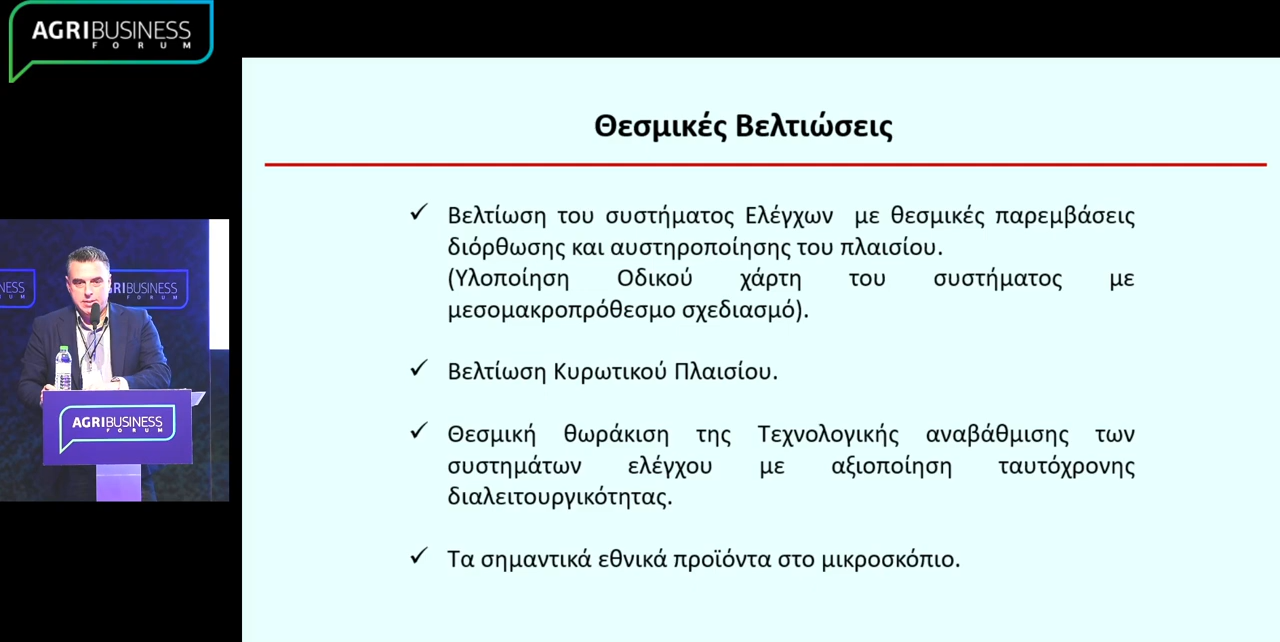 AGRIBUSINESS
FORUM
Θεσμικές Βελτιώσεις
✓ Βελτίωση του συστήματος Ελέγχων με θεσμικές παρεμβάσεις
διόρθωσης και αυστηροποίησης του πλαισίου.
(Υλοποίηση Οδικού χάρτη του συστήματος με
μεσομακροπρόθεσμο σχεδιασμό).
✓ Βελτίωση Κυρωτικού Πλαισίου.
✓ Θεσμική θωράκιση της Τεχνολογικής αναβάθμισης των
συστημάτων ελέγχου με αξιοποίηση ταυτόχρονης
διαλειτουργικότητας.
✓ Τα σημαντικά εθνικά προϊόντα στο μικροσκόπιο.
NESS
RIBUSINESS
FORUM
AGRIBUSINESS
FORUM